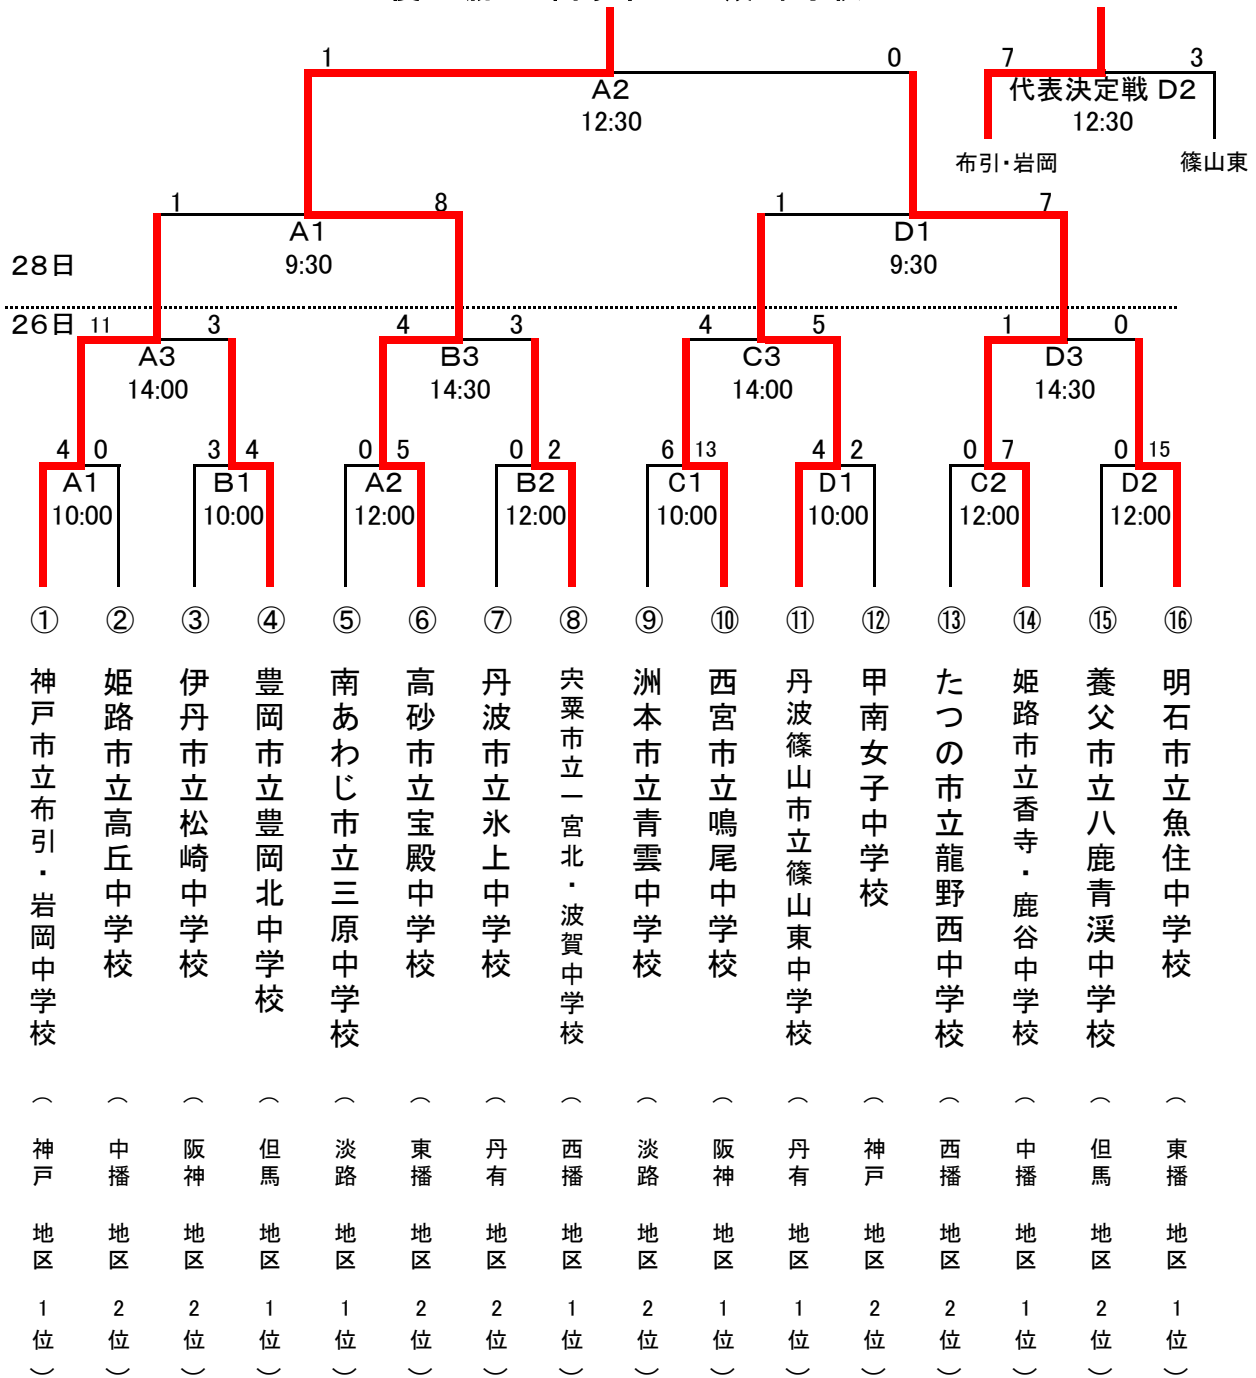 1
0
7
3
A2
代表決定戦 D2
12:30
12:30
布引・岩岡
篠山東
1
8
1
7
A1
D1
28日
9:30
9:30
26日
11
3
4
3
4
5
1
0
A3
B3
C3
D3
14:00
14:30
14:00
14:30
4 0
3 4
0 5
0 2
6 13
4 2
0 7
0 15
A1
B1
A2
B2
C1
D1
C2
D2
10:00
10:00
12:00
12:00
10:00
10:00
12:00
12:00
① ② ③ ④ ⑤ ⑥ ⑦ ⑧ ⑨ ⑩ ⑪ ⑫ ⑬ ⑭ ⑮ ⑯
神戸市立布引・岩岡中学校
姫路市立高丘中学校
伊丹市立松崎中学校
豊岡市立豊岡北中学校
南あわじ市立三原中学校
高砂市立宝殿中学校
丹波市立氷上中学校
宍粟市立一宮北・波賀中学校
洲本市立青雲中学校
西宮市立鳴尾中学校
丹波篠山市立篠山東中学校
甲南女子中学校
たつの市立龍野西中学校
姫路市立香寺・鹿谷中学校
養父市立八鹿青渓中学校
明石市立魚住中学校
（神戸地区1位）
（中播地区2位）
（阪神地区2位）
（但馬地区1位）
（淡路地区1位）
（東播地区2位）
（丹有地区2位）
（西播地区1位）
（淡路地区2位）
（阪神地区1位）
（丹有地区1位）
（神戸地区2位）
（西播地区2位）
（中播地区1位）
（但馬地区2位）
（東播地区1位）